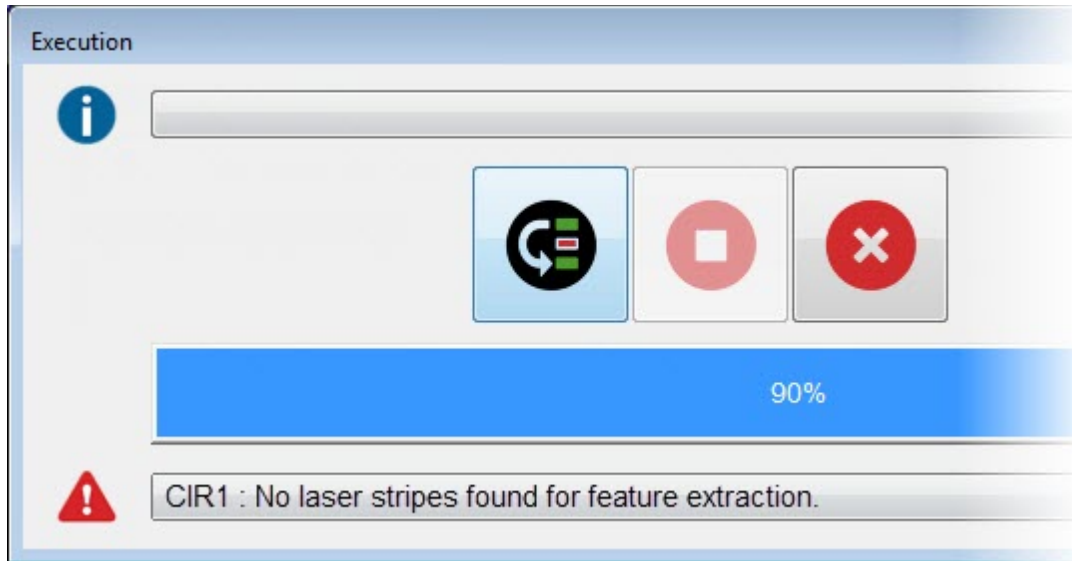 Execution
90%
CIR1 : No laser stripes found for feature extraction.